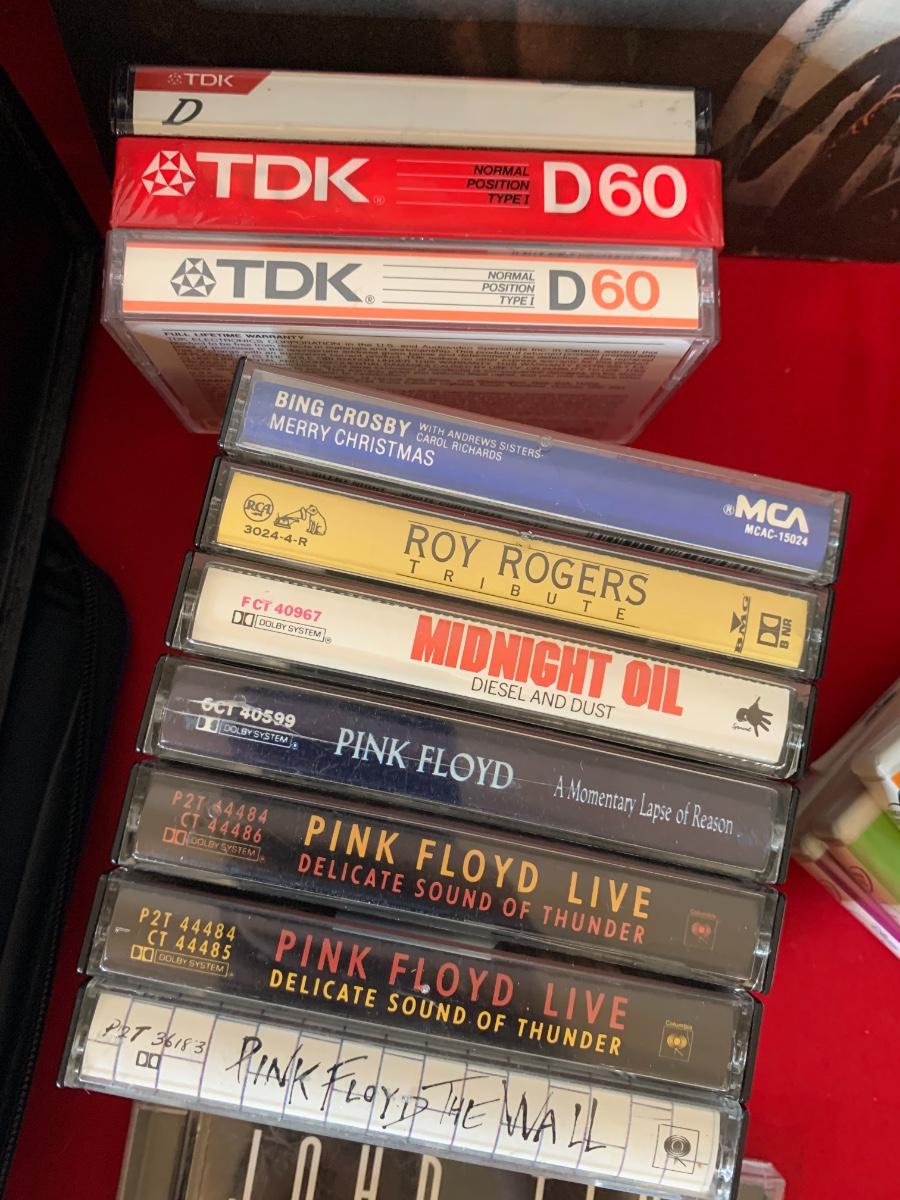 TDK
D
TDK®
NORMAL
POSITION
TYPE I
D60
TDK®
NORMAL
POSITION
TYPE I
D60
FULL LIFETIME WARRANTY
BING CROSBY WITH ANDREWS SISTERS
MERRY CHRISTMAS CAROL RICHARDS
®MCA
MCAC-15024
RCA
3024-4-R
ROY ROGERS
TRIBUTE
BMG
B NR
FCT 40967
DOLBY SYSTEM®
MIDNIGHT OIL
DIESEL AND DUST
OCT 40599
DOLBY SYSTEM®
PINK FLOYD A Momentary Lapse of Reason
P2T 44484
CT 44486
DOLBY SYSTEM®
PINK FLOYD LIVE
DELICATE SOUND OF THUNDER
Columbia
P2T 44484
CT 44485
DOLBY SYSTEM®
PINK FLOYD LIVE
DELICATE SOUND OF THUNDER
Columbia
P2T 36183
PINK FLOYD THE WALL